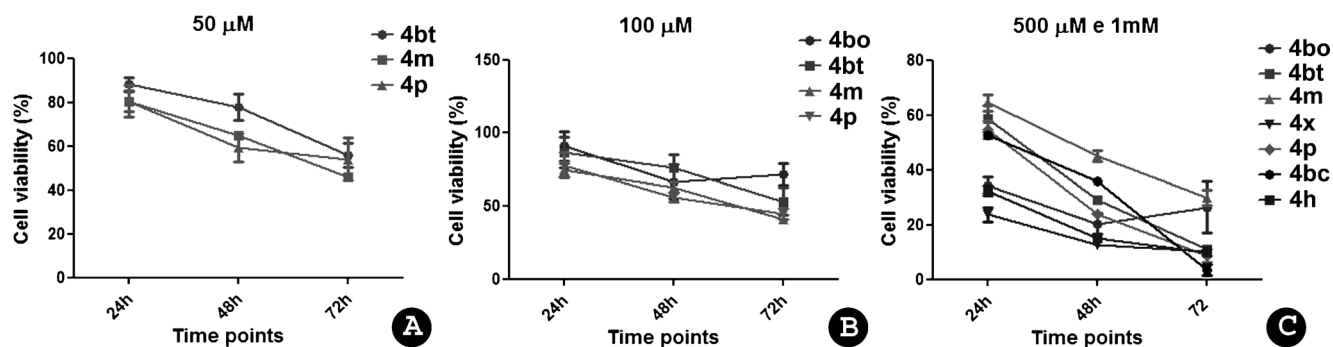 50 µM
4bt
4m
4p
Cell viability (%)
100
80
60
40
20
0
24h
48h
72h
Time points
A
100 µM
4bo
4bt
4m
4p
Cell viability (%)
150
100
50
0
24h
48h
72h
Time points
B
500 µM e 1mM
4bo
4bt
4m
4x
4p
4bc
4h
Cell viability (%)
80
60
40
20
0
24h
48h
72
Time points
C